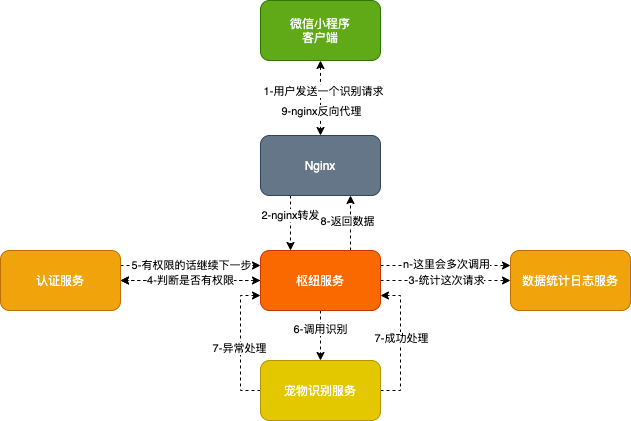 微信小程序
客户端
1-用户发送一个识别请求
9-nginx反向代理
Nginx
2-nginx转发
8-返回数据
认证服务
5-有权限的话继续下一步
4-判断是否有权限
枢纽服务
n-这里会多次调用
3-统计这次请求
数据统计日志服务
6-调用识别
7-异常处理
7-成功处理
宠物识别服务